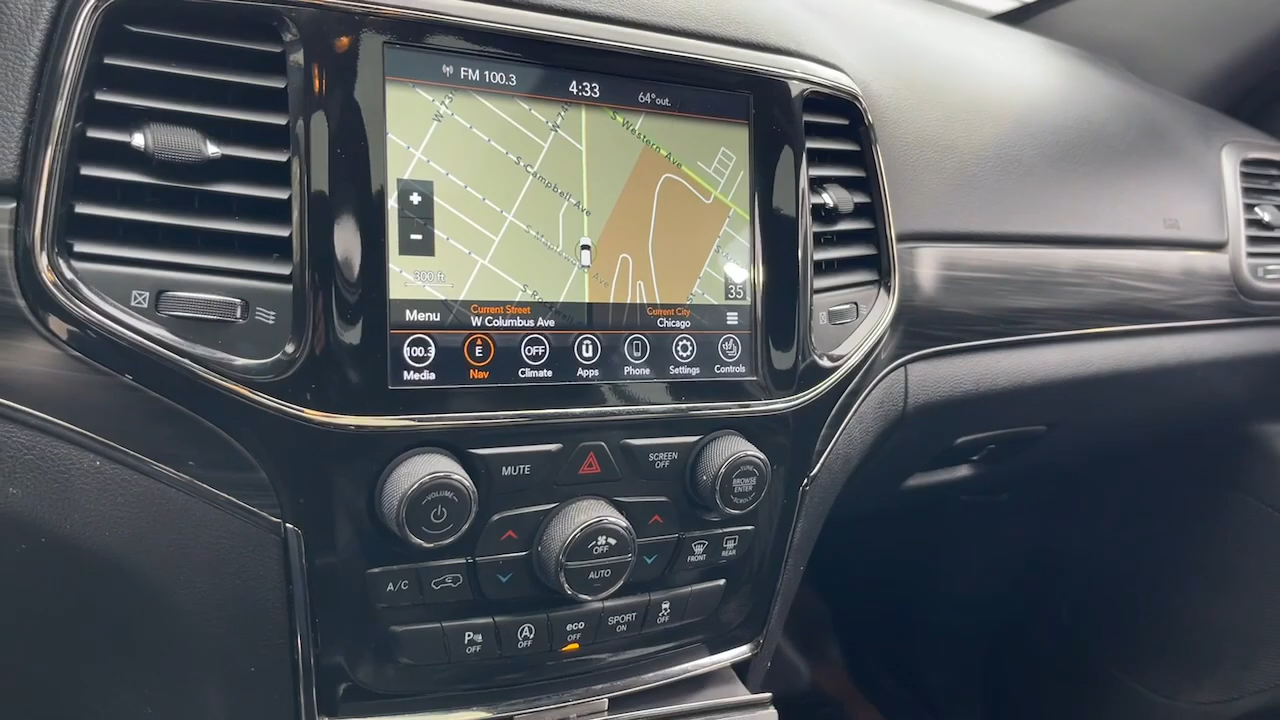 FM 100.3
4:33
64°out.
S Western Ave
S Campbell Ave
+
-
300 ft
35
Menu
Current Street
W Columbus Ave
Current City
Chicago
100.3
E
OFF
Media
Nav
Climate
Apps
Phone
Settings
Controls
MUTE
SCREEN
OFF
VOLUME
TUNE
BROWSE
ENTER
SCROLL
OFF
AUTO
FRONT
REAR
A/C
P
OFF
A
OFF
eco
OFF
SPORT
ON
OFF